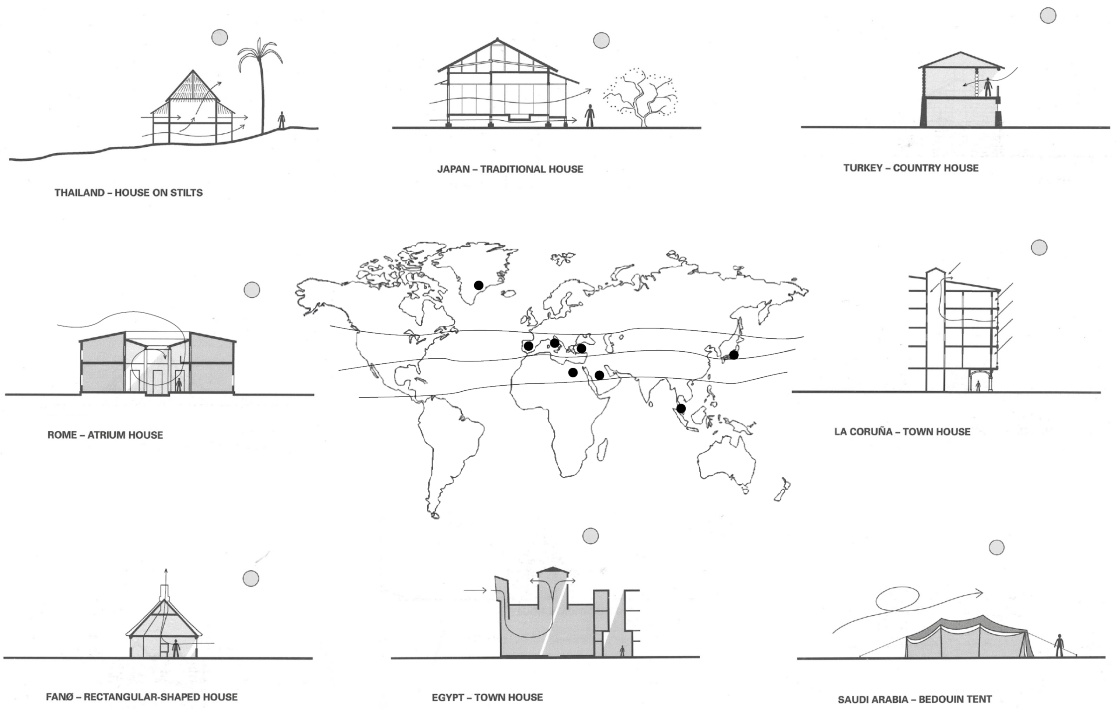 THAILAND – HOUSE ON STILTS
JAPAN – TRADITIONAL HOUSE
TURKEY – COUNTRY HOUSE
ROME – ATRIUM HOUSE
LA CORUÑA – TOWN HOUSE
FANØ – RECTANGULAR-SHAPED HOUSE
EGYPT – TOWN HOUSE
SAUDI ARABIA – BEDOUIN TENT